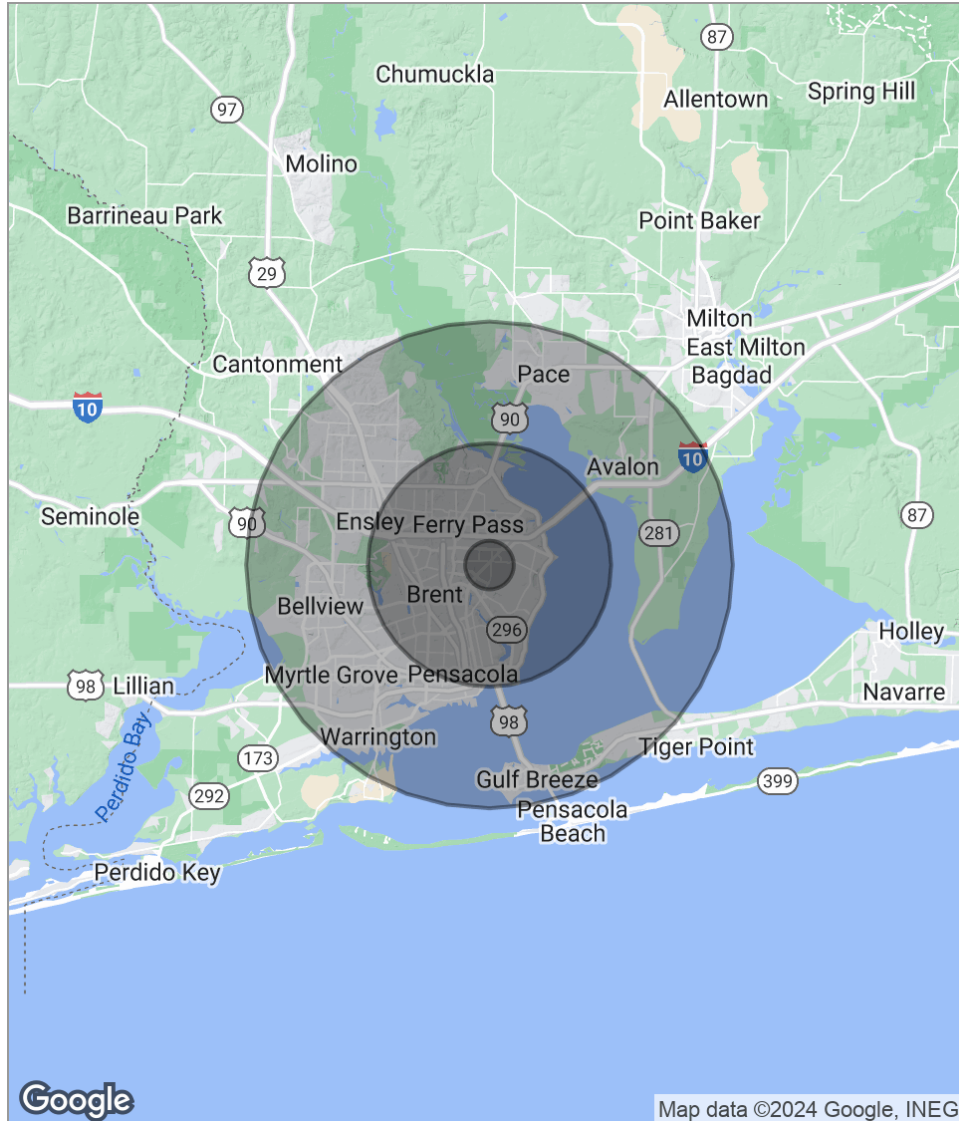 87
Chumuckla
Spring Hill
Allentown
97
Molino
Barrineau Park
Point Baker
29
Milton
East Milton
Bagdad
Cantonment
Pace
10
90
Avalon
10
Seminole
90
Ensley
Ferry Pass
281
87
Brent
Bellview
296
Holley
98
Lillian
Myrtle Grove
Pensacola
Navarre
Perdido Bay
98
Warrington
Tiger Point
173
Gulf Breeze
399
292
Pensacola
Beach
Perdido Key
Google
Map data ©2024 Google, INEG